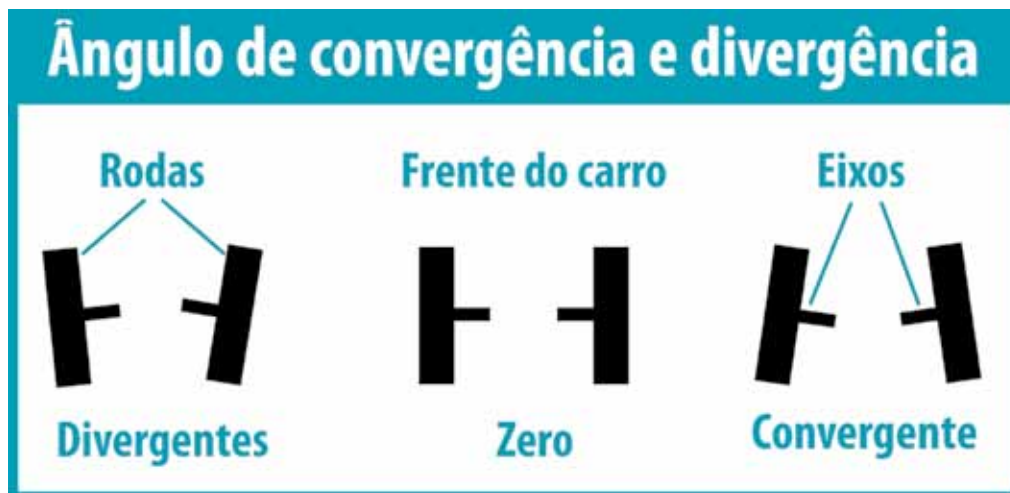 Ângulo de convergência e divergência
Rodas
Frente do carro
Eixos
Divergentes
Zero
Convergente